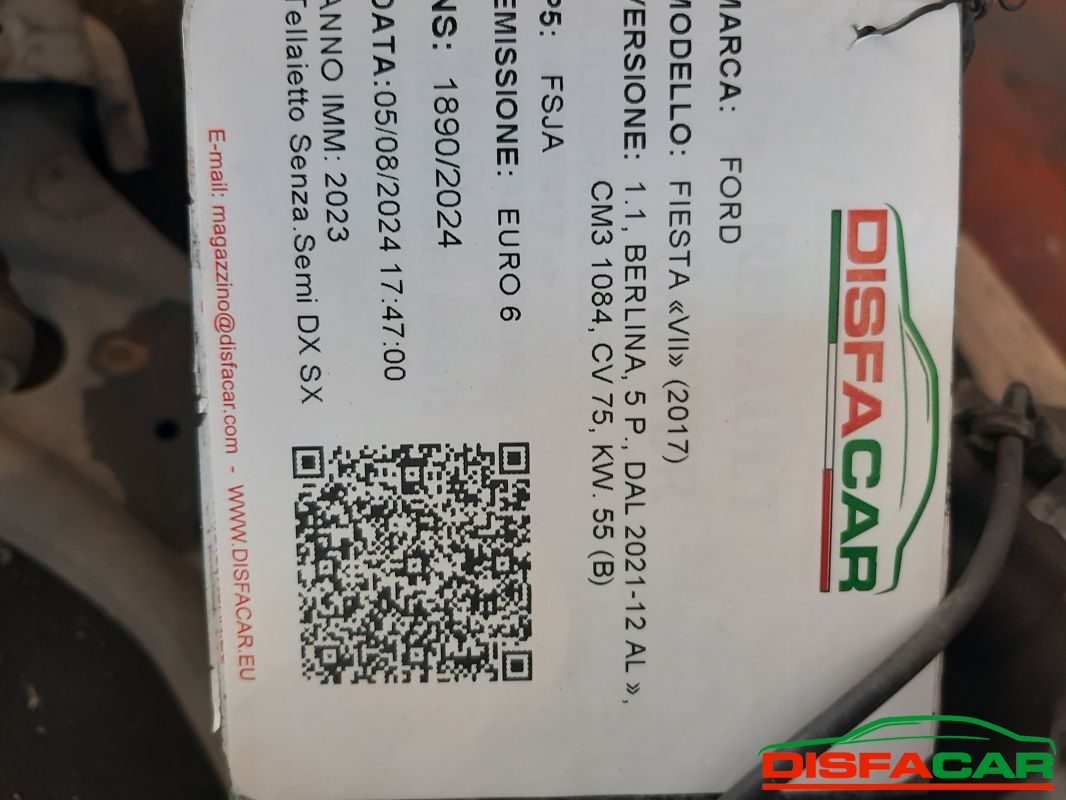 DISFACAR
MARCA: FORD
MODELLO: FIESTA «VII» (2017)
VERSIONE: 1.1, BERLINA, 5 P., DAL 2021-12 AL »,
CM3 1084, CV 75, KW. 55 (B)
P5: FSJA
EMISSIONE: EURO 6
NS: 1890/2024
DATA:05/08/2024 17:47:00
ANNO IMM: 2023
Tellaietto Senza.Semi DX SX
E-mail: magazzino@disfacar.com - WWW.DISFACAR.EU
DISFACAR